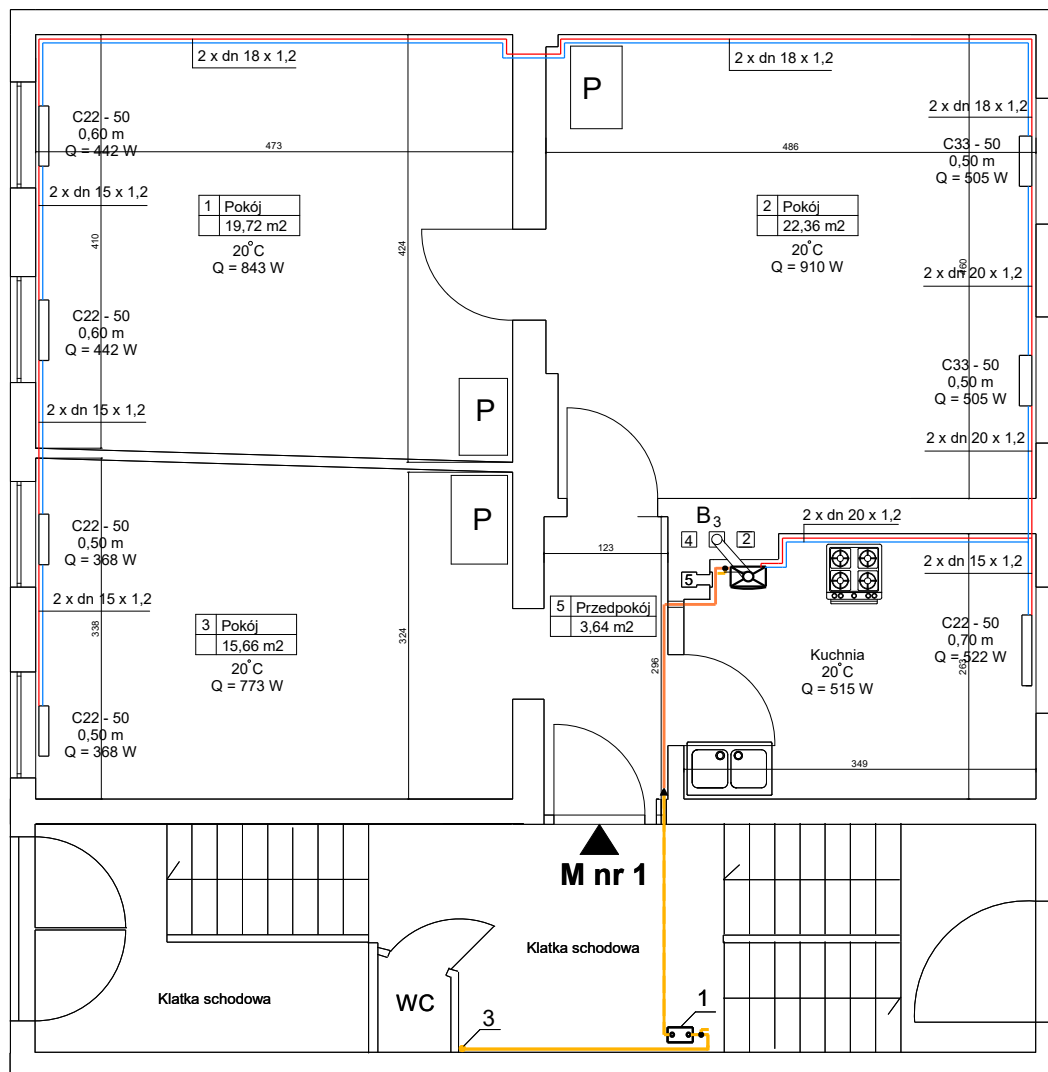 2 x dn 18 x 1,2
2 x dn 18 x 1,2
C22 - 50
0,60 m
Q = 442 W
P
2 x dn 18 x 1,2
C33 - 50
0,50 m
Q = 505 W
473
486
2 x dn 15 x 1,2
1 Pokój
19,72 m2
20°C
Q = 843 W
2 Pokój
22,36 m2
20°C
Q = 910 W
410
424
460
2 x dn 20 x 1,2
C22 - 50
0,60 m
Q = 442 W
C33 - 50
0,50 m
Q = 505 W
2 x dn 15 x 1,2
P
2 x dn 20 x 1,2
C22 - 50
0,50 m
Q = 368 W
P
B3
4
2
2 x dn 20 x 1,2
123
5
2 x dn 15 x 1,2
2 x dn 15 x 1,2
338
324
3 Pokój
15,66 m2
20°C
Q = 773 W
5 Przedpokój
3,64 m2
296
Kuchnia
20°C
Q = 515 W
C22 - 50
0,70 m
Q = 522 W
263
C22 - 50
0,50 m
Q = 368 W
349
M nr 1
Klatka schodowa
Klatka schodowa
WC
3
1